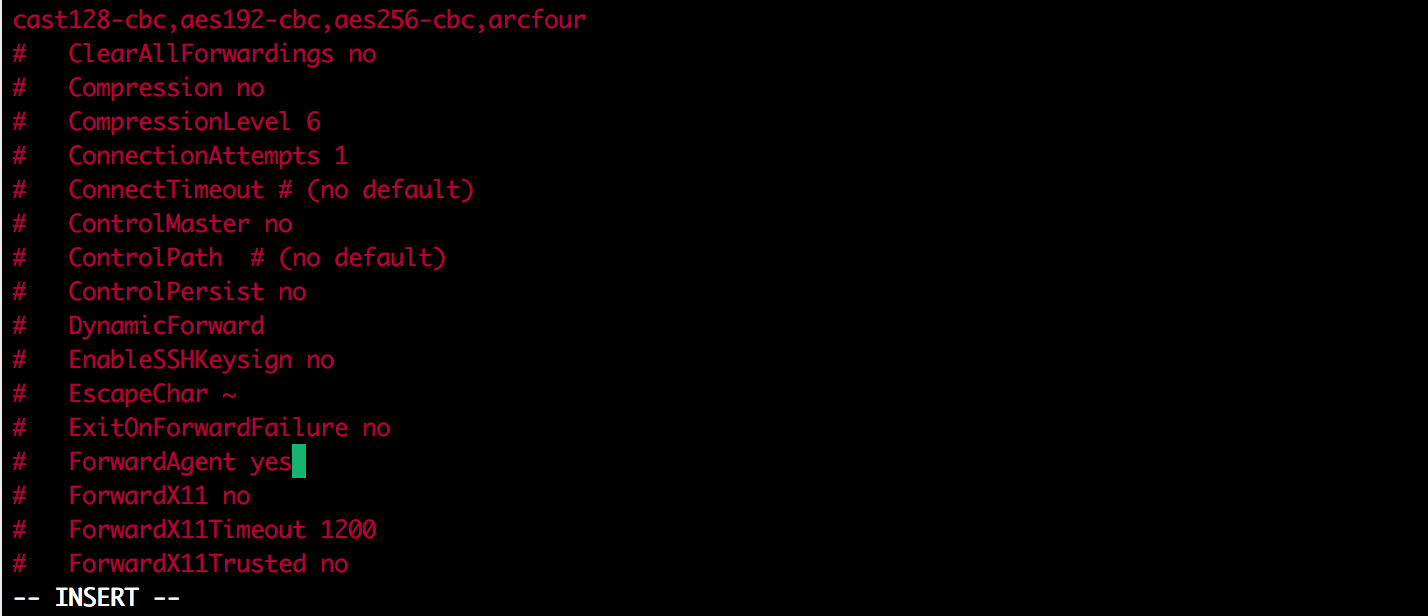 cast128-cbc,aes192-cbc,aes256-cbc,arcfour
#   ClearAllForwardings no
#   Compression no
#   CompressionLevel 6
#   ConnectionAttempts 1
#   ConnectTimeout # (no default)
#   ControlMaster no
#   ControlPath  # (no default)
#   ControlPersist no
#   DynamicForward
#   EnableSSHKeysign no
#   EscapeChar ~
#   ExitOnForwardFailure no
#   ForwardAgent yes
#   ForwardX11 no
#   ForwardX11Timeout 1200
#   ForwardX11Trusted no
-- INSERT --